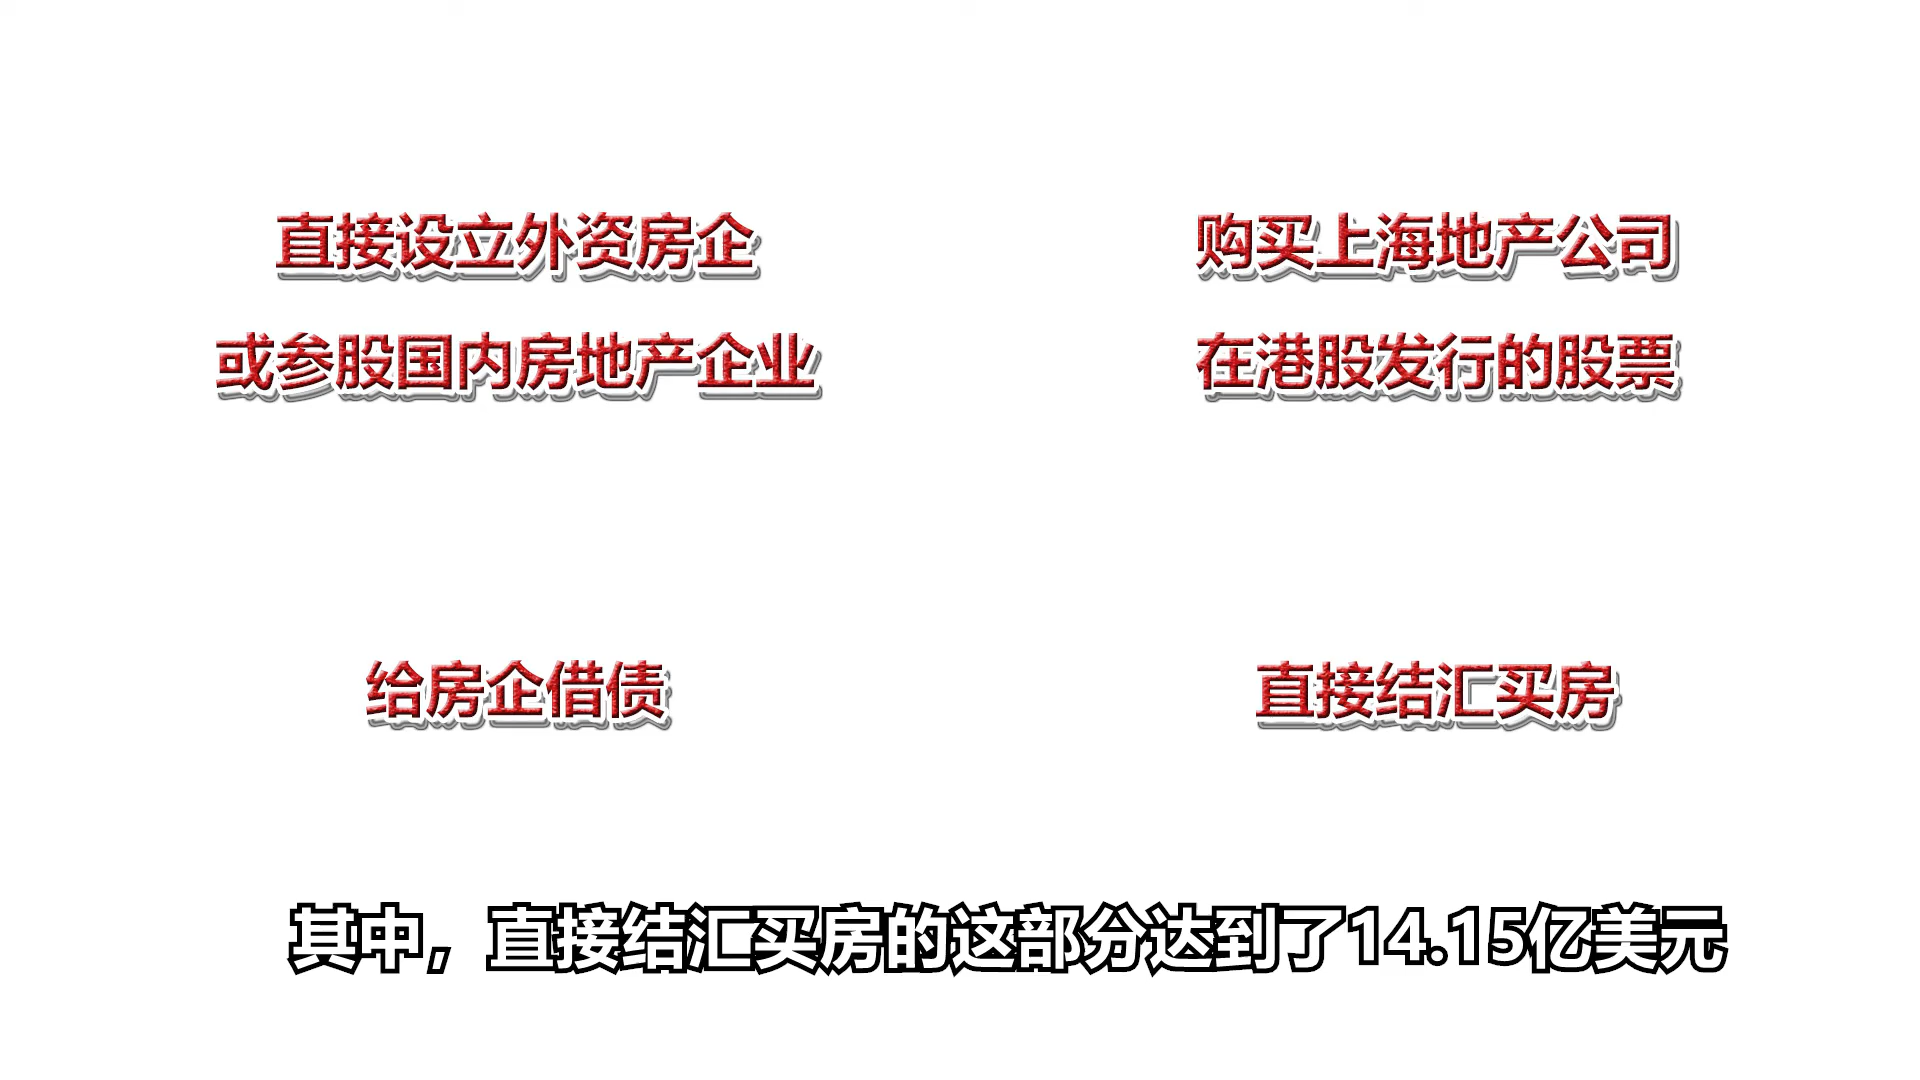 直接设立外资房企
或参股国内房地产企业
购买上海地产公司
在港股发行的股票
给房企借债
直接结汇买房
其中，直接结汇买房的这部分达到了14.15亿美元